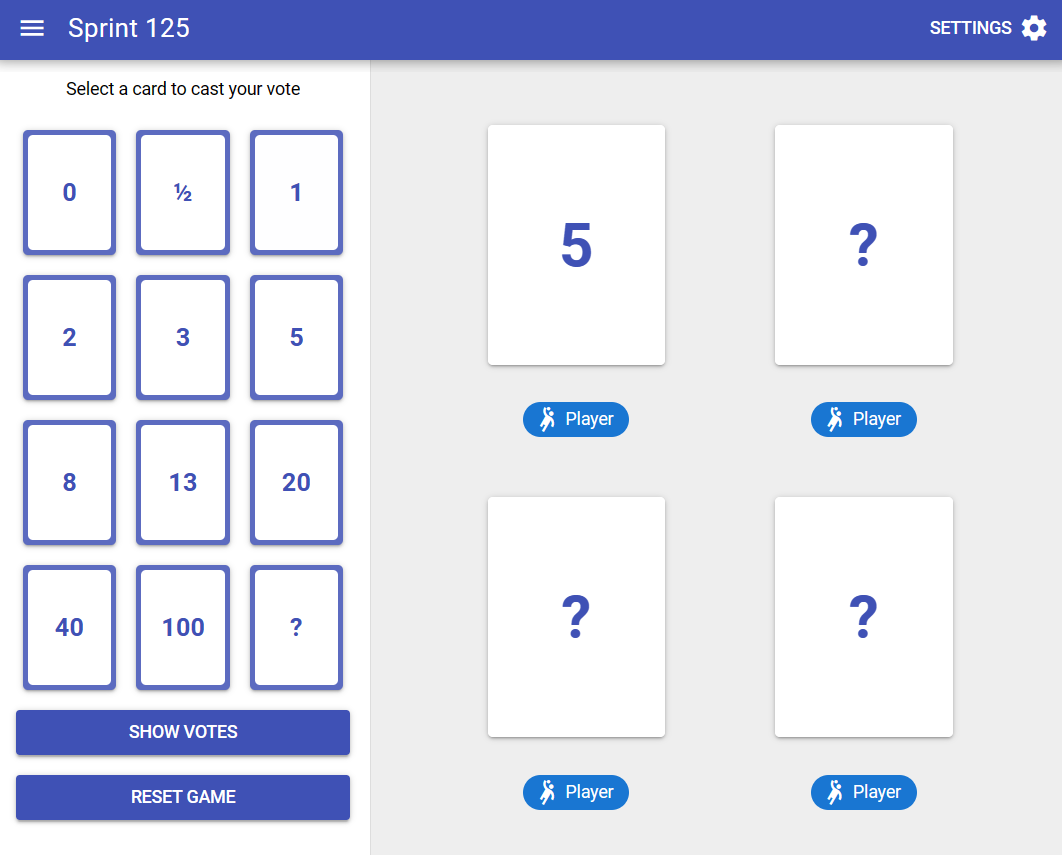 Sprint 125
SETTINGS
Select a card to cast your vote
0 ½ 1
2 3 5
8 13 20
40 100 ?
SHOW VOTES
RESET GAME
5 ?
Player Player
? ?
Player Player